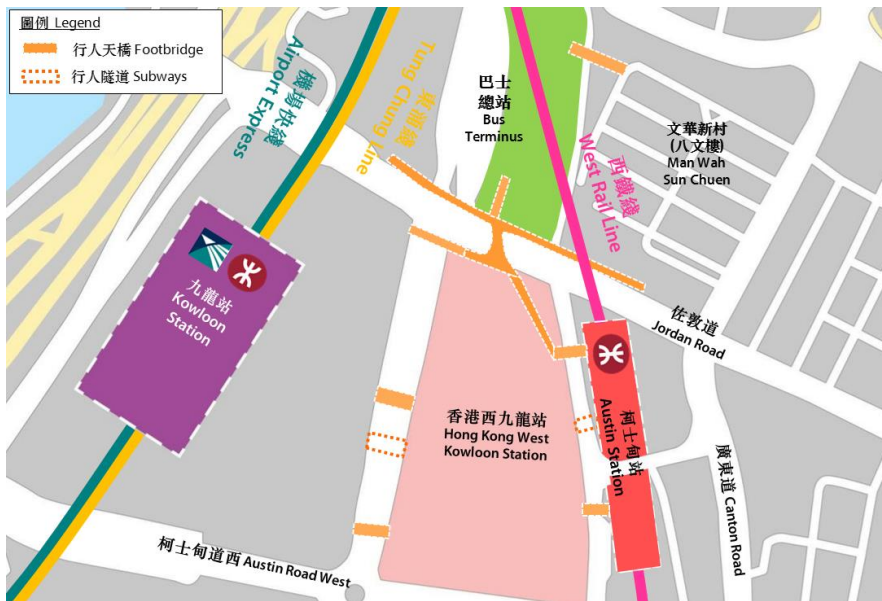 圖例 Legend
行人天橋 Footbridge
行人隧道 Subways
機場快綫
Airport Express
東涌綫
Tung Chung Line
巴士
總站
Bus
Terminus
西鐵綫
West Rail Line
文華新村
(八文樓)
Man Wah
Sun Chuen
九龍站
Kowloon
Station
佐敦道
Jordan Road
香港西九龍站
Hong Kong West
Kowloon Station
柯士甸站
Austin Station
廣東道 Canton Road
柯士甸道西 Austin Road West